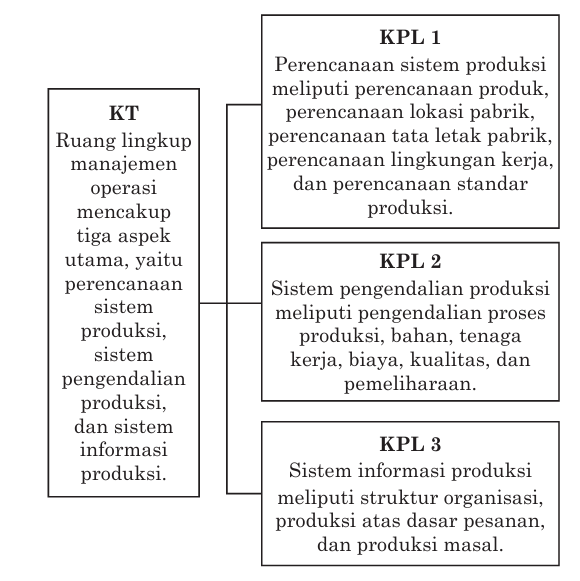 KT
Ruang lingkup
manajemen
operasi
mencakup
tiga aspek
utama, yaitu
perencanaan
sistem
produksi,
sistem
pengendalian
produksi,
dan sistem
informasi
produksi.
KPL 1
Perencanaan sistem produksi
meliputi perencanaan produk,
perencanaan lokasi pabrik,
perencanaan tata letak pabrik,
perencanaan lingkungan kerja,
dan perencanaan standar
produksi.
KPL 2
Sistem pengendalian produksi
meliputi pengendalian proses
produksi, bahan, tenaga
kerja, biaya, kualitas, dan
pemeliharaan.
KPL 3
Sistem informasi produksi
meliputi struktur organisasi,
produksi atas dasar pesanan,
dan produksi masal.